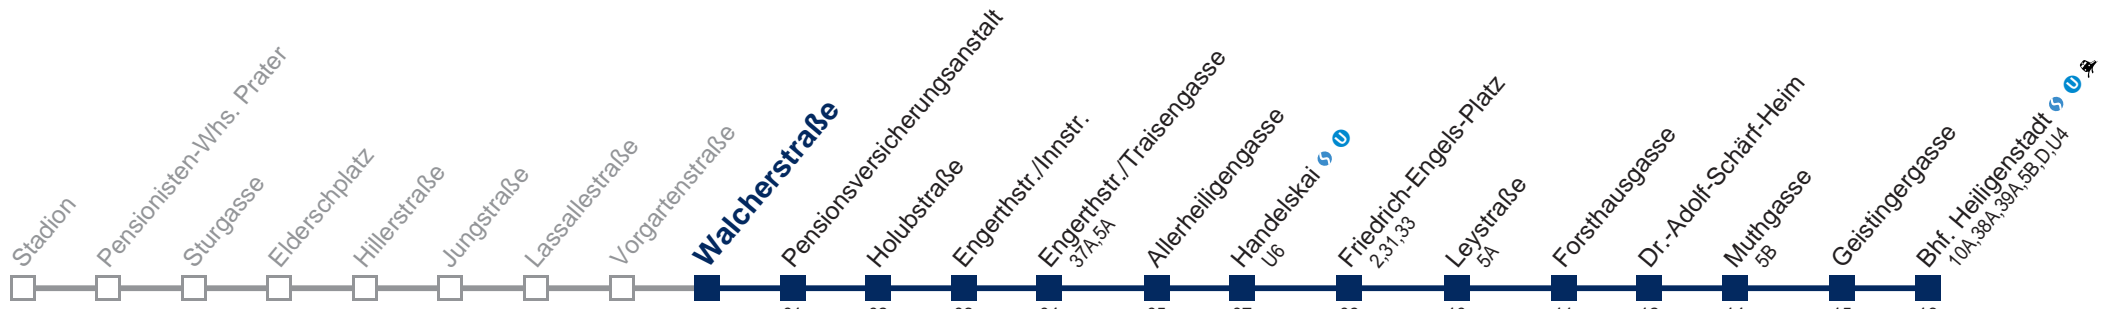 Stadion
Pensionisten-Whs. Prater
Sturgasse
Elderschplatz
Hillerstraße
Jungstraße
Lassallestraße
Vorgartenstraße
Walcherstraße
Pensionsversicherungsanstalt
Holubstraße
Engerthstr./Innstr.
Engerthstr./Traisengasse
37A,5A
Allerheiligengasse
Handelskai S U
U6
Friedrich-Engels-Platz
2,31,33
Leystraße
5A
Forsthausgasse
Dr.-Adolf-Schärf-Heim
Muthgasse
5B
Geistingergasse
Bhf. Heiligenstadt S U
10A,38A,39A,5B,D,U4